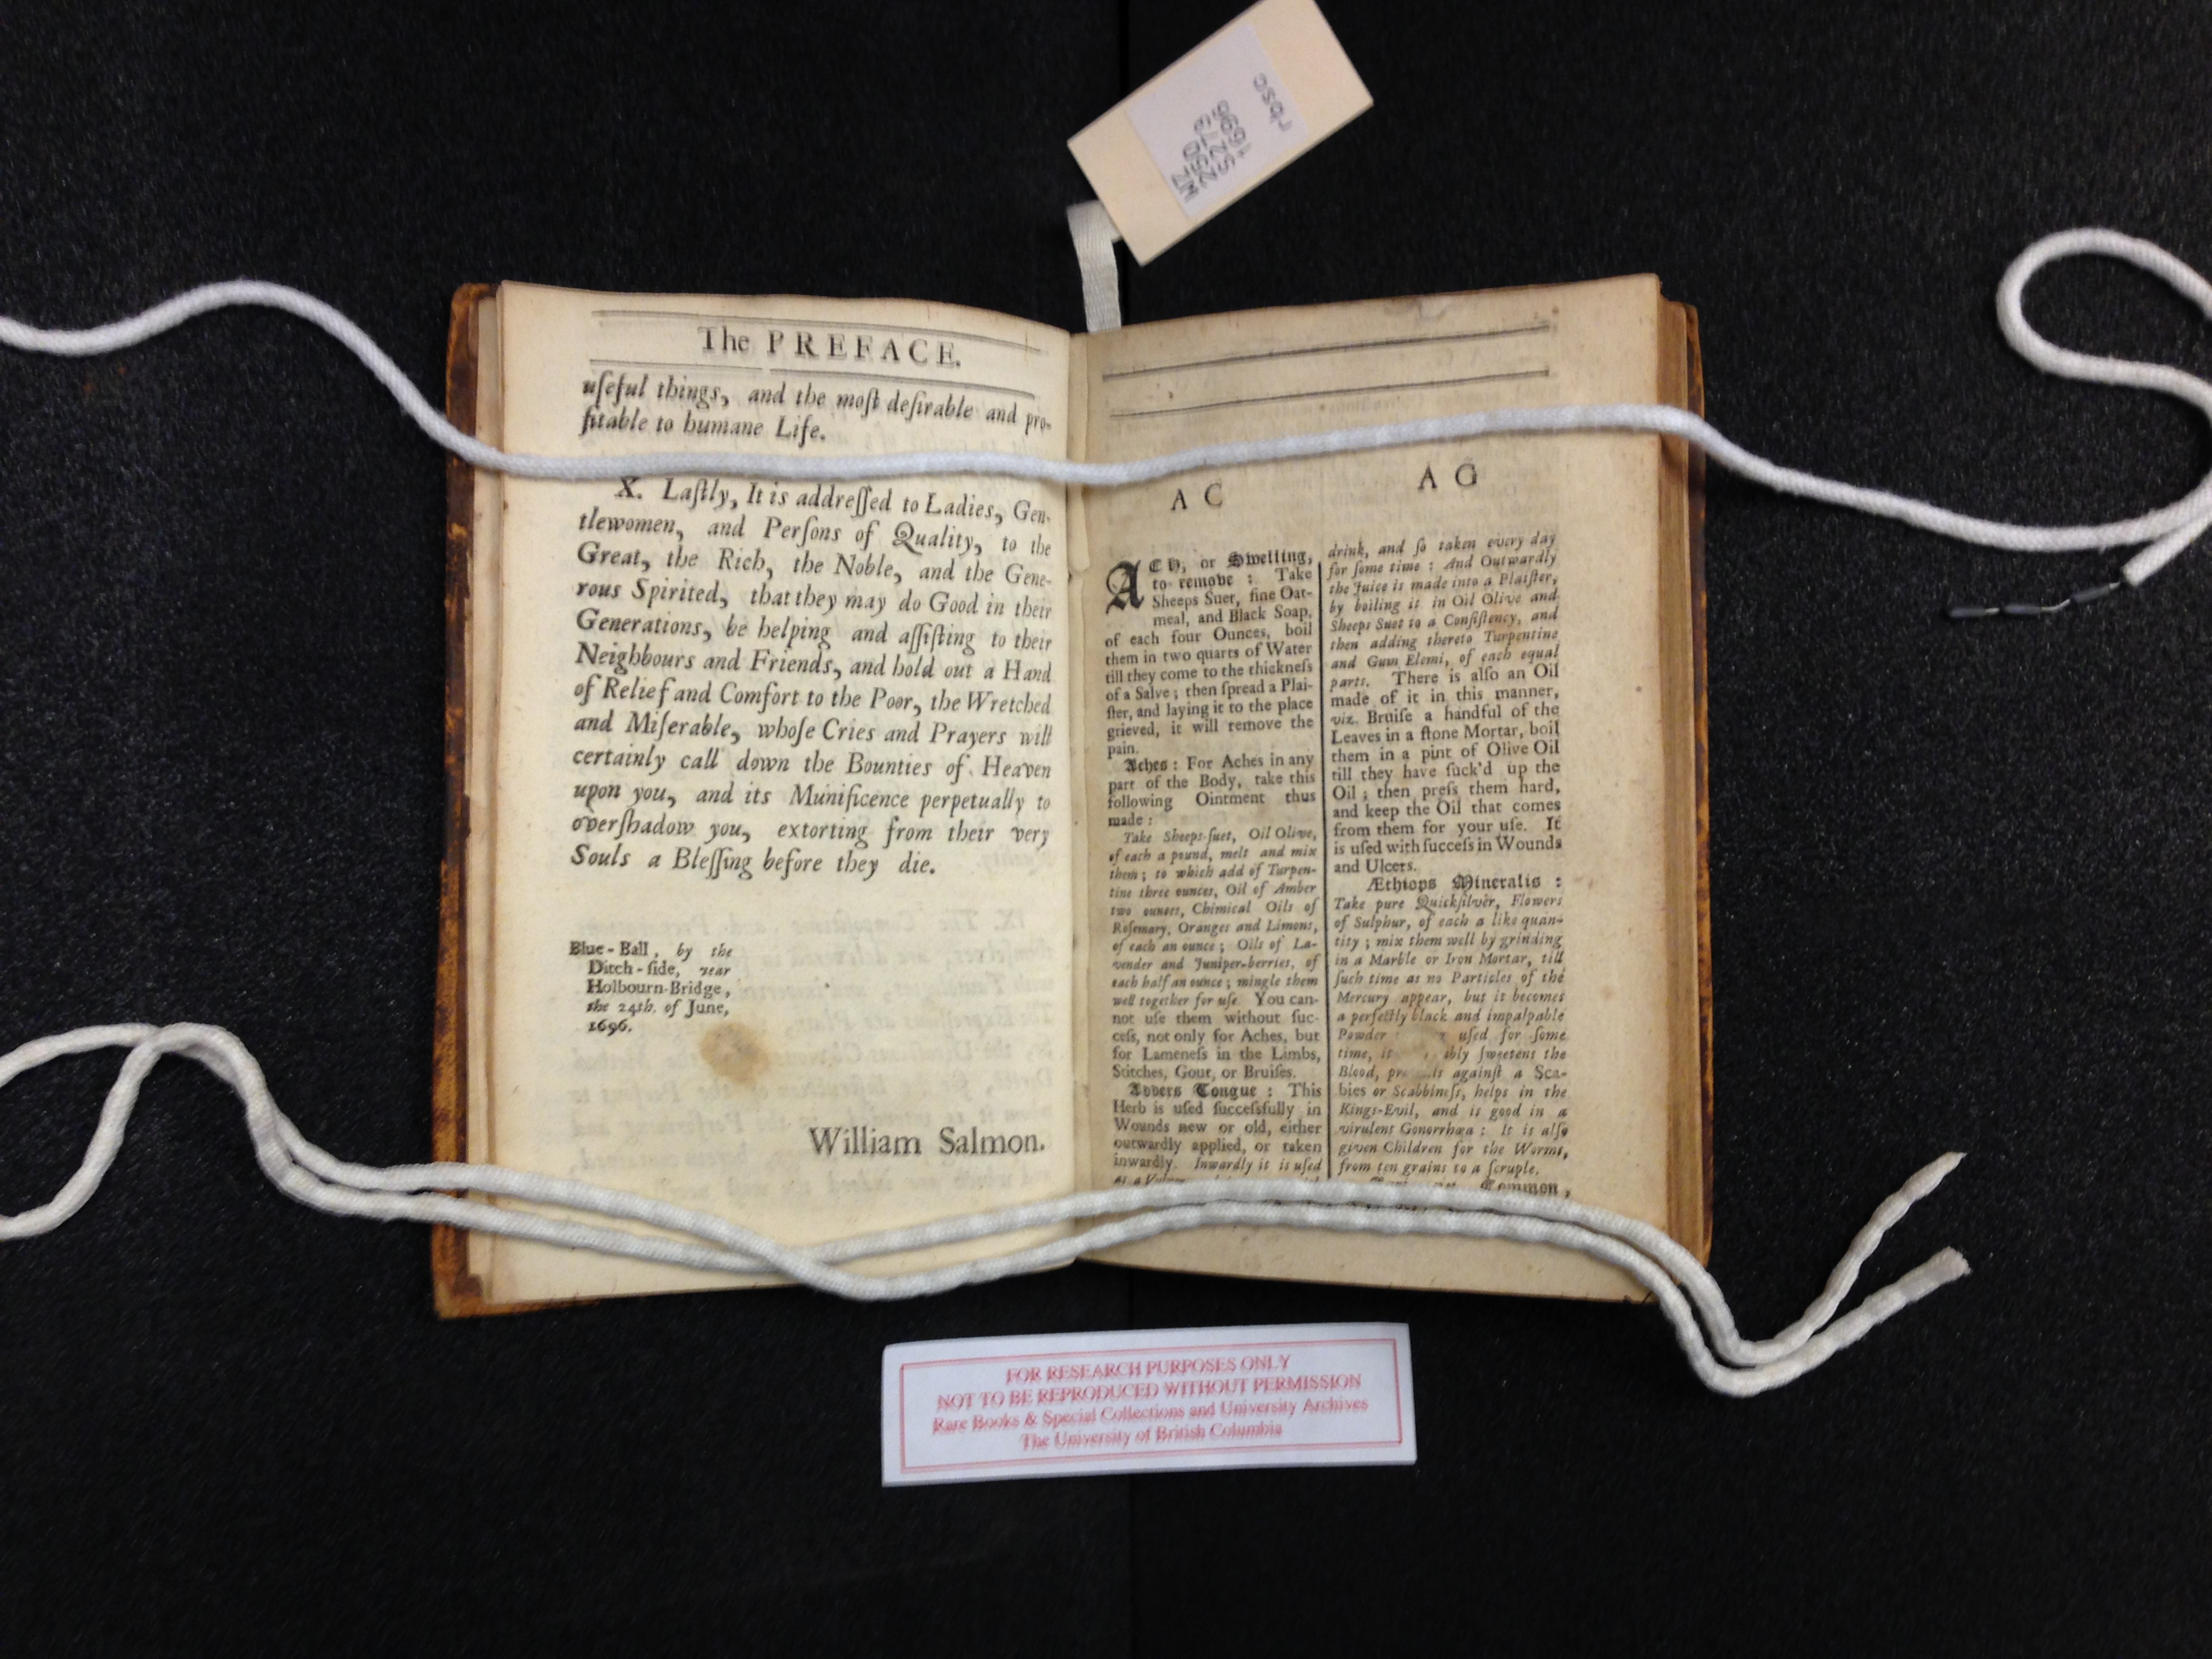 WZ
250
S279
1696
rbsc
The PREFACE.
uſeful things, and the moſt deſirable and pro-
fitable to humane Life.
X. Laſtly, It is addreſſed to Ladies, Gen-
tlewomen, and Perſons of Quality, to the
Great, the Rich, the Noble, and the Gene-
rous Spirited, that they may do Good in their
Generations, be helping and aſſiſting to their
Neighbours and Friends, and hold out a Hand
of Relief and Comfort to the Poor, the Wretched
and Miſerable, whoſe Cries and Prayers will
certainly call down the Bounties of Heaven
upon you, and its Munificence perpetually to
overſhadow you, extorting from their very
Souls a Bleſſing before they die.
Blue-Ball, by the
Ditch-ſide, near
Holbourn-Bridge,
the 24th. of June,
1696.
William Salmon.
A C
ACH, or Swelling,
to remove : Take
Sheeps Suet, fine Oat-
meal, and Black Soap,
of each four Ounces, boil
them in two quarts of Water
till they come to the thickneſs
of a Salve ; then ſpread a Plai-
ſter, and laying it to the place
grieved, it will remove the
pain.
Aches : For Aches in any
part of the Body, take this
following Ointment thus
made :
Take Sheeps-ſuet, Oil Olive,
of each a pound, melt and mix
them ; to which add of Turpen-
tine three ounces, Oil of Amber
two ounces, Chimical Oils of
Roſemary, Oranges and Limons,
of each an ounce ; Oils of La-
vender and Juniper-berries, of
each half an ounce ; mingle them
well together for uſe. You can-
not uſe them without ſuc-
ceſs, not only for Aches, but
for Lameneſs in the Limbs,
Stitches, Gout, or Bruiſes.
Adders Tongue : This
Herb is uſed ſucceſsfully in
Wounds new or old, either
outwardly applied, or taken
inwardly. Inwardly it is uſed
as a
A G
drink, and ſo taken every day
for ſome time : And Outwardly
the Juice is made into a Plaiſter,
by boiling it in Oil Olive and
Sheeps Suet to a Conſiſtency, and
then adding thereto Turpentine
and Gum Elemi, of each equal
parts. There is alſo an Oil
made of it in this manner,
viz. Bruiſe a handful of the
Leaves in a ſtone Mortar, boil
them in a pint of Olive Oil
till they have ſuck'd up the
Oil ; then preſs them hard,
and keep the Oil that comes
from them for your uſe. It
is uſed with ſucceſs in Wounds
and Ulcers.
Æthiops Mineralis :
Take pure Quickſilver, Flowers
of Sulphur, of each a like quan-
tity ; mix them well by grinding
in a Marble or Iron Mortar, till
ſuch time as no Particles of the
Mercury appear, but it becomes
a perfectly black and impalpable
Powder uſed for ſome
time, it ſweetens the
Blood, againſt a Sca-
bies or Scabbineſs, helps in the
Kings-Evil, and is good in a
virulent Gonorrhœa : It is alſo
given Children for the Worms,
from ten grains to a ſcruple.
Common,
FOR RESEARCH PURPOSES ONLY
NOT TO BE REPRODUCED WITHOUT PERMISSION
Rare Books & Special Collections and University Archives
The University of British Columbia